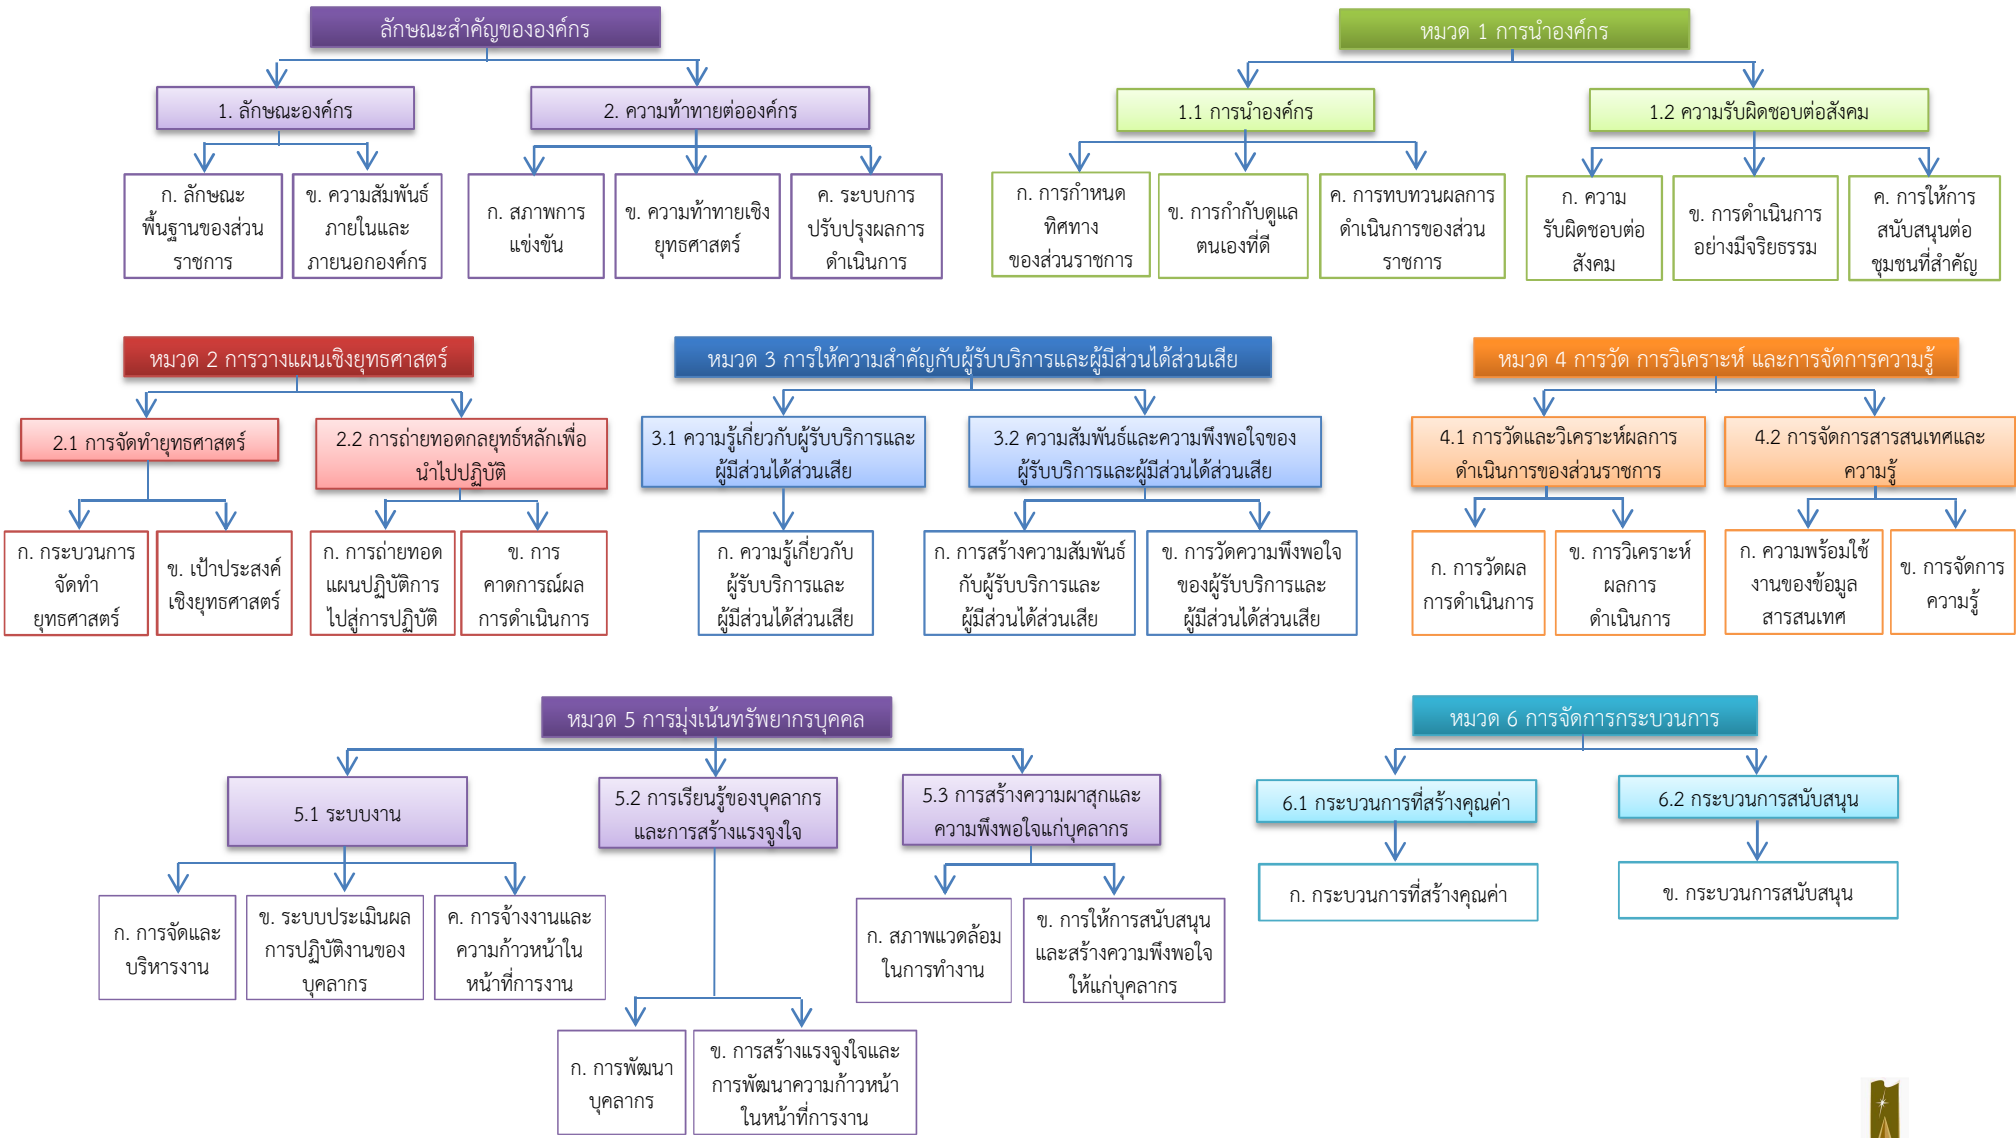 ลักษณะสำคัญขององค์กร
1. ลักษณะองค์กร
2. ความท้าทายต่อองค์กร
ก. ลักษณะ
พื้นฐานของส่วน
ราชการ
ข. ความสัมพันธ์
ภายในและ
ภายนอกองค์กร
ก. สภาพการ
แข่งขัน
ข. ความท้าทายเชิง
ยุทธศาสตร์
ค. ระบบการ
ปรับปรุงผลการ
ดำเนินการ
หมวด 1 การนำองค์กร
1.1 การนำองค์กร
1.2 ความรับผิดชอบต่อสังคม
ก. การกำหนด
ทิศทาง
ของส่วนราชการ
ข. การกำกับดูแล
ตนเองที่ดี
ค. การทบทวนผลการ
ดำเนินการของส่วน
ราชการ
ก. ความ
รับผิดชอบต่อ
สังคม
ข. การดำเนินการ
อย่างมีจริยธรรม
ค. การให้การ
สนับสนุนต่อ
ชุมชนที่สำคัญ
หมวด 2 การวางแผนเชิงยุทธศาสตร์
2.1 การจัดทำยุทธศาสตร์
2.2 การถ่ายทอดกลยุทธ์หลักเพื่อ
นำไปปฏิบัติ
ก. กระบวนการ
จัดทำ
ยุทธศาสตร์
ข. เป้าประสงค์
เชิงยุทธศาสตร์
ก. การถ่ายทอด
แผนปฏิบัติการ
ไปสู่การปฏิบัติ
ข. การ
คาดการณ์ผล
การดำเนินการ
หมวด 3 การให้ความสำคัญกับผู้รับบริการและผู้มีส่วนได้ส่วนเสีย
3.1 ความรู้เกี่ยวกับผู้รับบริการและ
ผู้มีส่วนได้ส่วนเสีย
3.2 ความสัมพันธ์และความพึงพอใจของ
ผู้รับบริการและผู้มีส่วนได้ส่วนเสีย
ก. ความรู้เกี่ยวกับ
ผู้รับบริการและ
ผู้มีส่วนได้ส่วนเสีย
ก. การสร้างความสัมพันธ์
กับผู้รับบริการและ
ผู้มีส่วนได้ส่วนเสีย
ข. การวัดความพึงพอใจ
ของผู้รับบริการและ
ผู้มีส่วนได้ส่วนเสีย
หมวด 4 การวัด การวิเคราะห์ และการจัดการความรู้
4.1 การวัดและวิเคราะห์ผลการ
ดำเนินการของส่วนราชการ
4.2 การจัดการสารสนเทศและ
ความรู้
ก. การวัดผล
การดำเนินการ
ข. การวิเคราะห์
ผลการ
ดำเนินการ
ก. ความพร้อมใช้
งานของข้อมูล
สารสนเทศ
ข. การจัดการ
ความรู้
หมวด 5 การมุ่งเน้นทรัพยากรบุคคล
5.1 ระบบงาน
5.2 การเรียนรู้ของบุคลากร
และการสร้างแรงจูงใจ
5.3 การสร้างความผาสุกและ
ความพึงพอใจแก่บุคลากร
ก. การจัดและ
บริหารงาน
ข. ระบบประเมินผล
การปฏิบัติงานของ
บุคลากร
ค. การจ้างงานและ
ความก้าวหน้าใน
หน้าที่การงาน
ก. การพัฒนา
บุคลากร
ข. การสร้างแรงจูงใจและ
การพัฒนาความก้าวหน้า
ในหน้าที่การงาน
ก. สภาพแวดล้อม
ในการทำงาน
ข. การให้การสนับสนุน
และสร้างความพึงพอใจ
ให้แก่บุคลากร
หมวด 6 การจัดการกระบวนการ
6.1 กระบวนการที่สร้างคุณค่า
6.2 กระบวนการสนับสนุน
ก. กระบวนการที่สร้างคุณค่า
ข. กระบวนการสนับสนุน